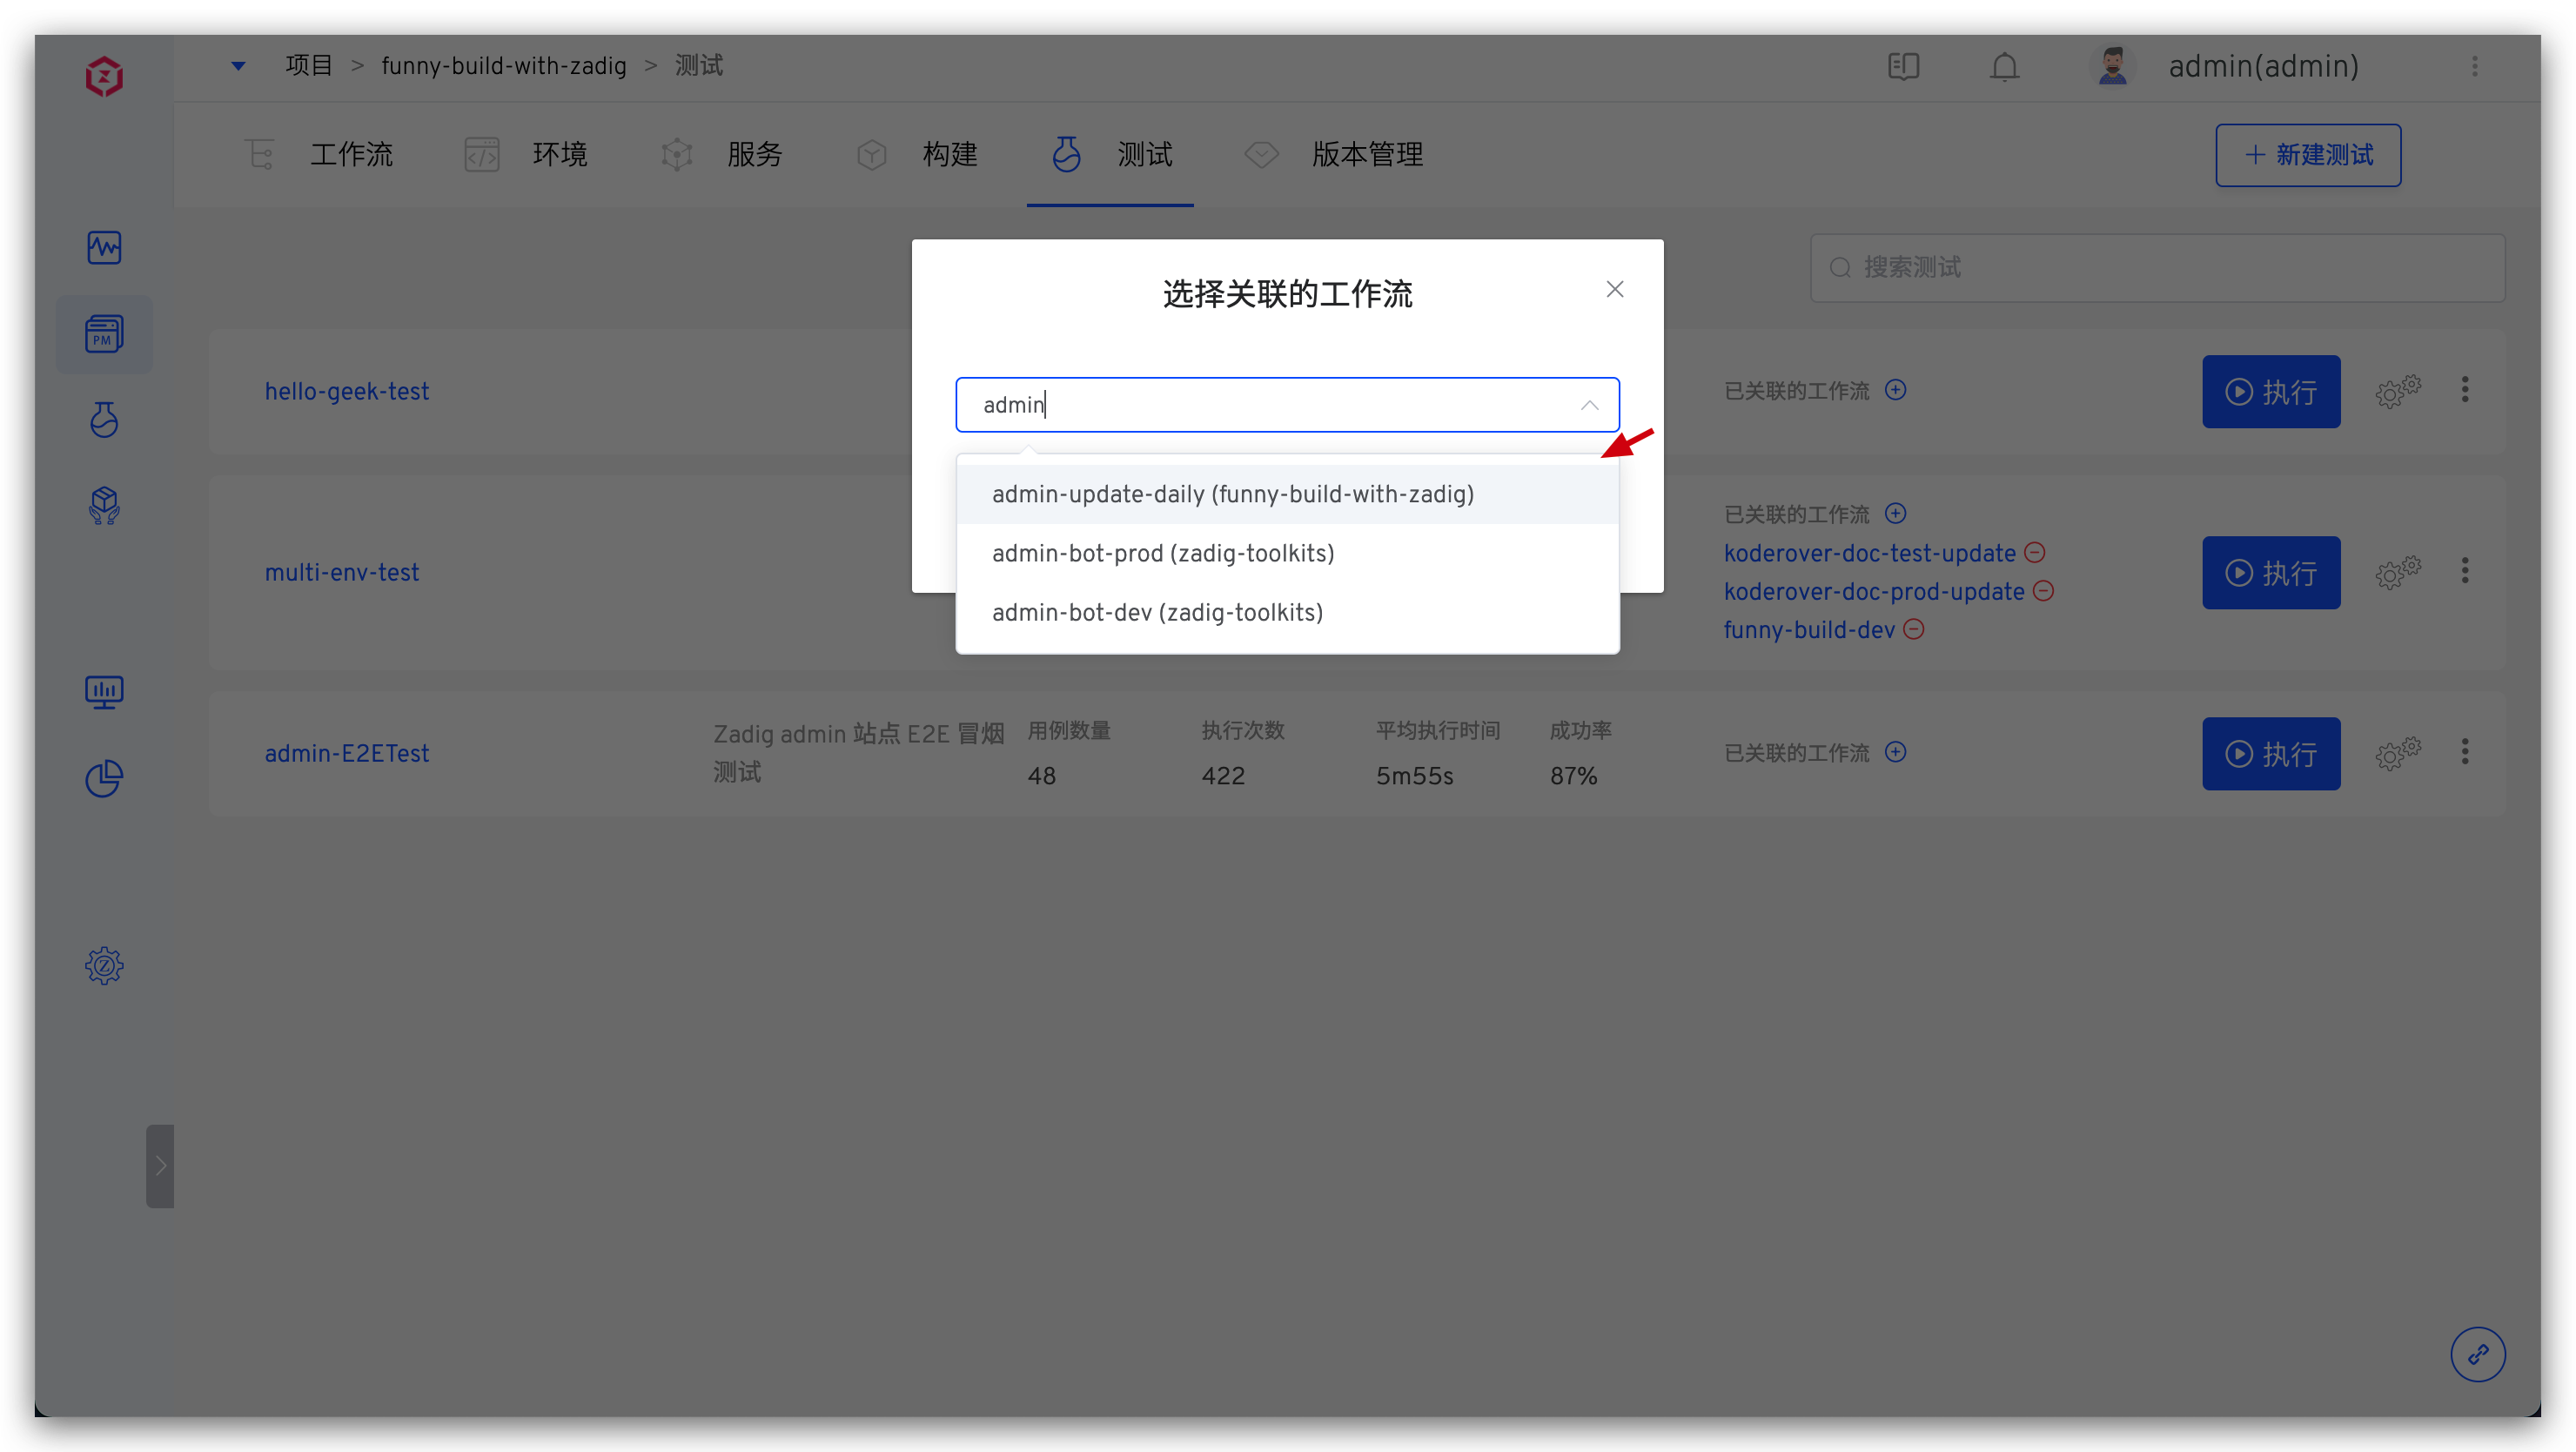 项目 > funny-build-with-zadig > 测试
admin(admin)
工作流
环境
服务
构建
测试
版本管理
新建测试
搜索测试
PM
Z
选择关联的工作流
admin
admin-update-daily (funny-build-with-zadig)
admin-bot-prod (zadig-toolkits)
admin-bot-dev (zadig-toolkits)
hello-geek-test
已关联的工作流
执行
multi-env-test
已关联的工作流
koderover-doc-test-update
koderover-doc-prod-update
funny-build-dev
执行
admin-E2ETest
Zadig admin 站点 E2E 冒烟
测试
用例数量
48
执行次数
422
平均执行时间
5m55s
成功率
87%
已关联的工作流
执行